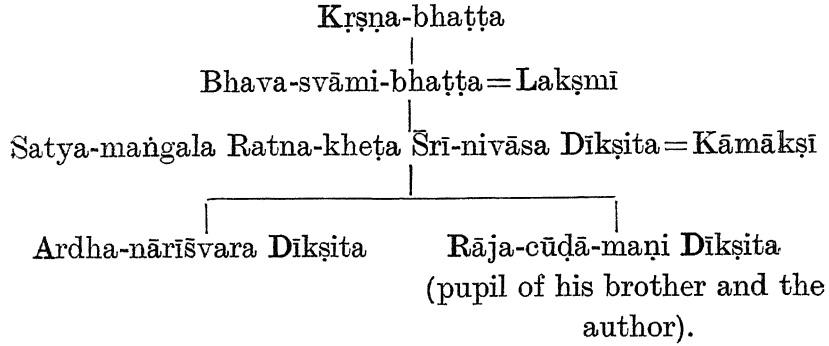 Kṛṣṇa-bhaṭṭa
Bhava-svāmi-bhaṭṭa=Lakṣmī
Satya-maṅgala Ratna-kheṭa Śrī-nivāsa Dīkṣita=Kāmākṣī
Ardha-nārīśvara Dīkṣita Rāja-cūḍā-maṇi Dīkṣita
(pupil of his brother and the
author).